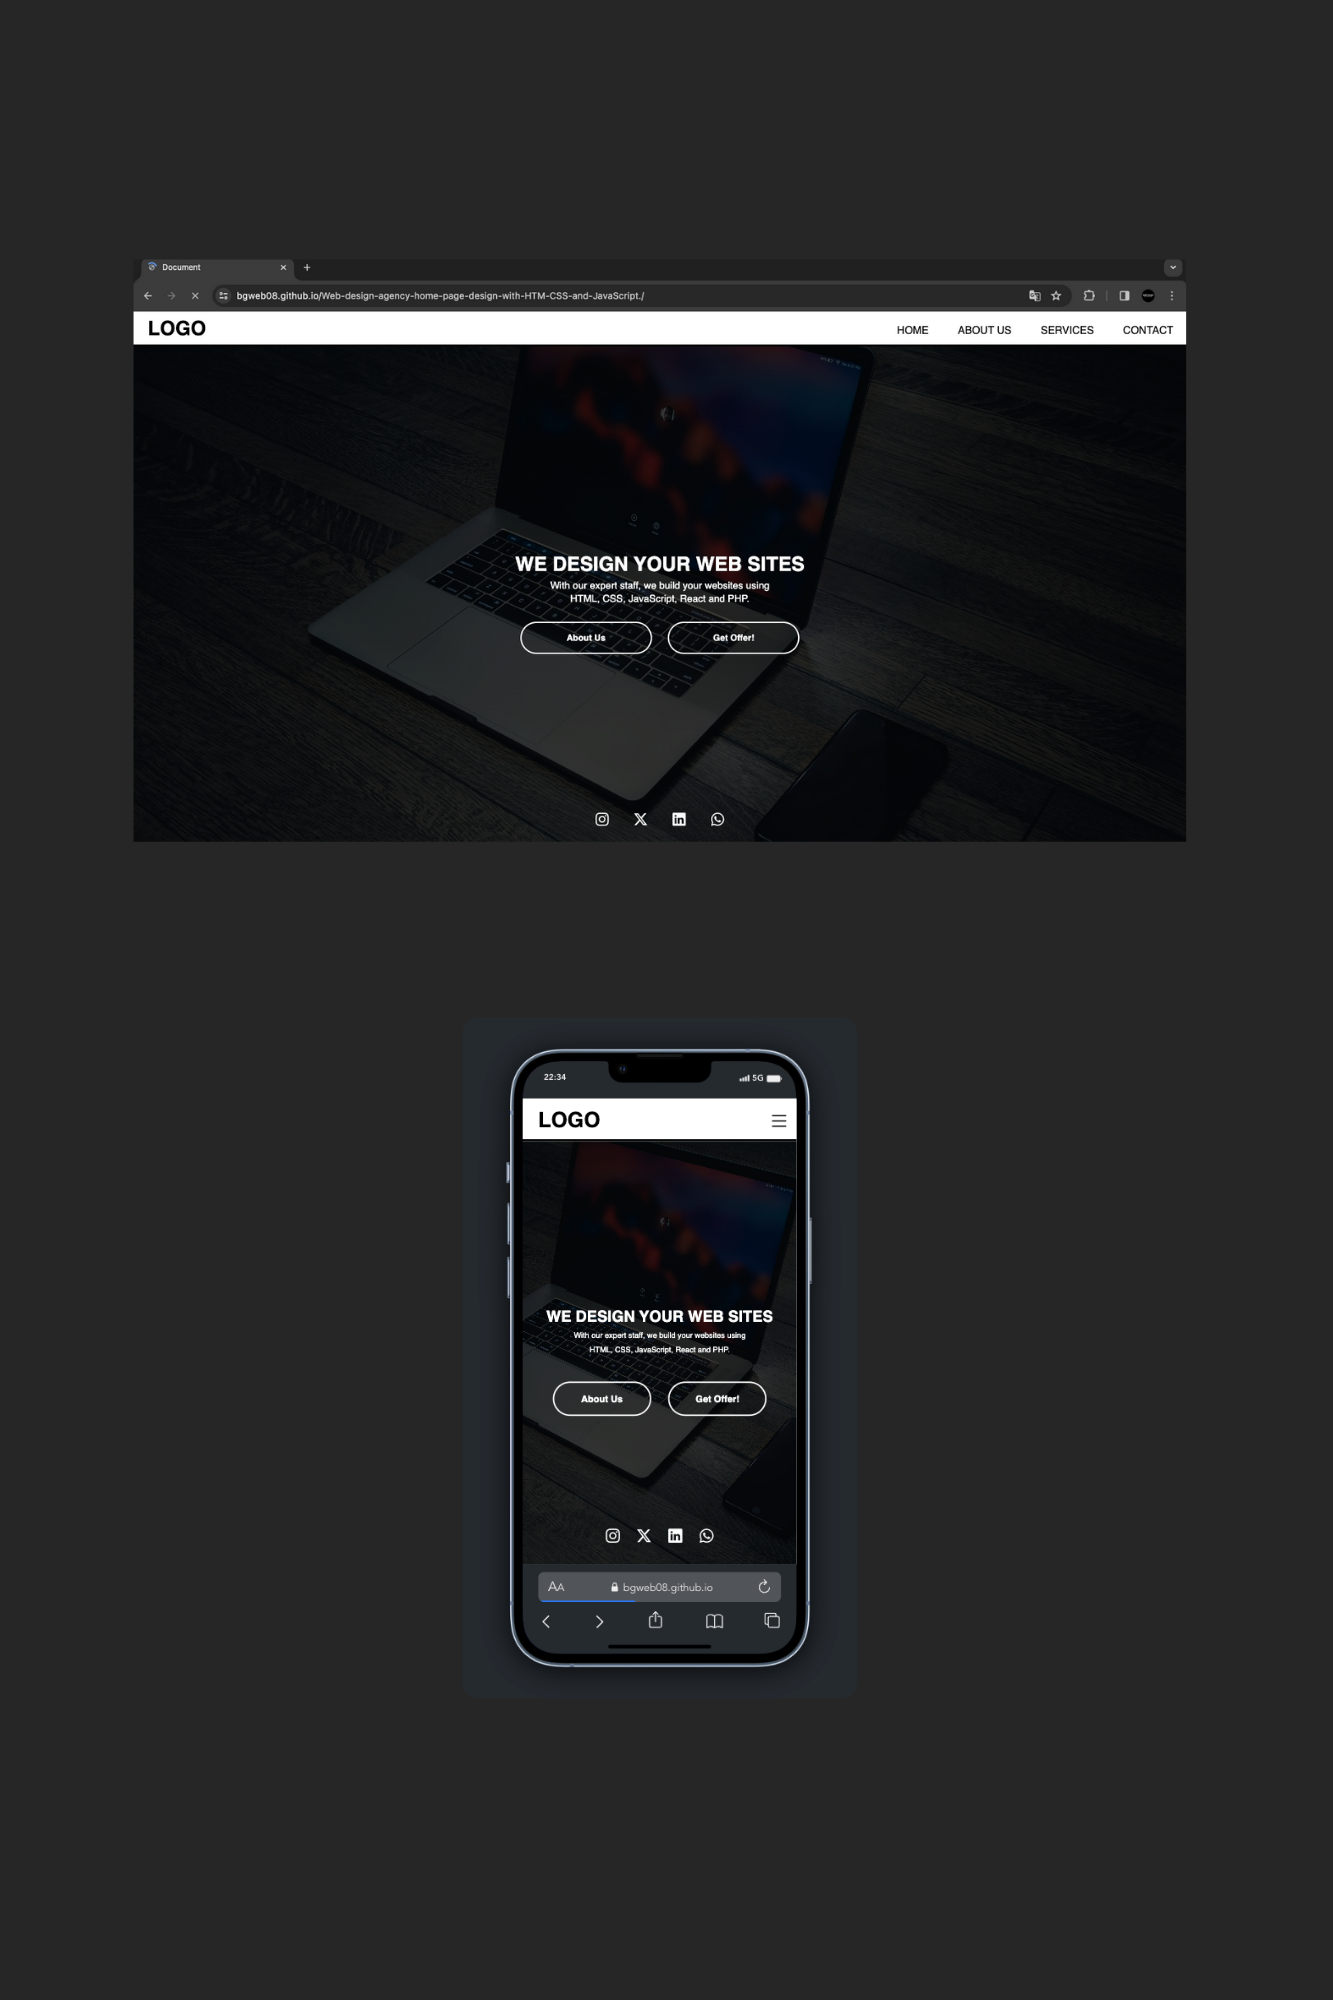 Document
bgweb08.github.io/Web-design-agency-home-page-design-with-HTM-CSS-and-JavaScript./
LOGO
HOME ABOUT US SERVICES CONTACT
WE DESIGN YOUR WEB SITES
With our expert staff, we build your websites using
HTML, CSS, JavaScript, React and PHP.
About Us Get Offer!
22:34 5G
LOGO
WE DESIGN YOUR WEB SITES
With our expert staff, we build your websites using
HTML, CSS, JavaScript, React and PHP.
About Us Get Offer!
AA bgweb08.github.io